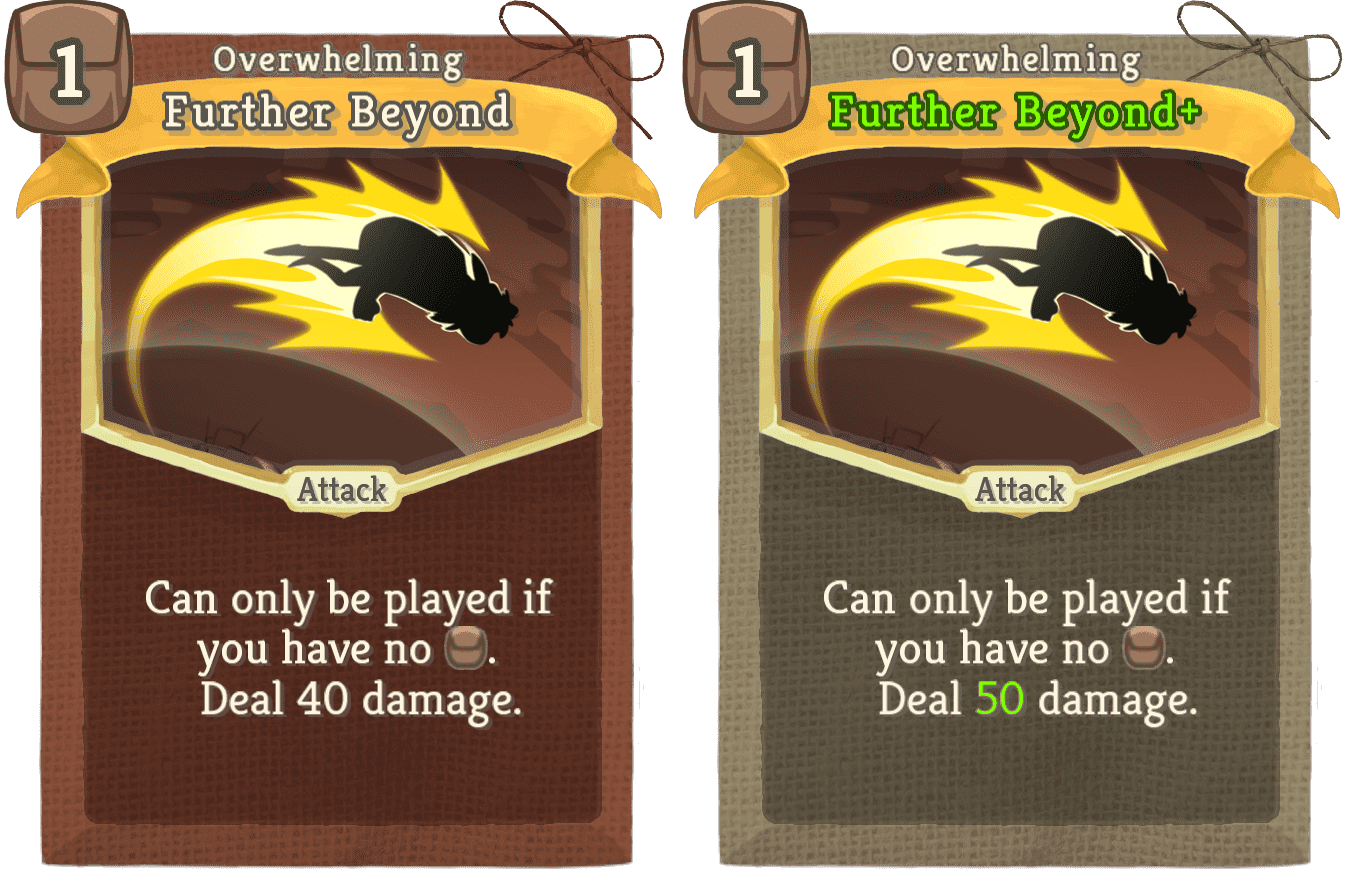 1
Overwhelming
Further Beyond
Attack
Can only be played if
you have no .
Deal 40 damage.
1
Overwhelming
Further Beyond+
Attack
Can only be played if
you have no .
Deal 50 damage.